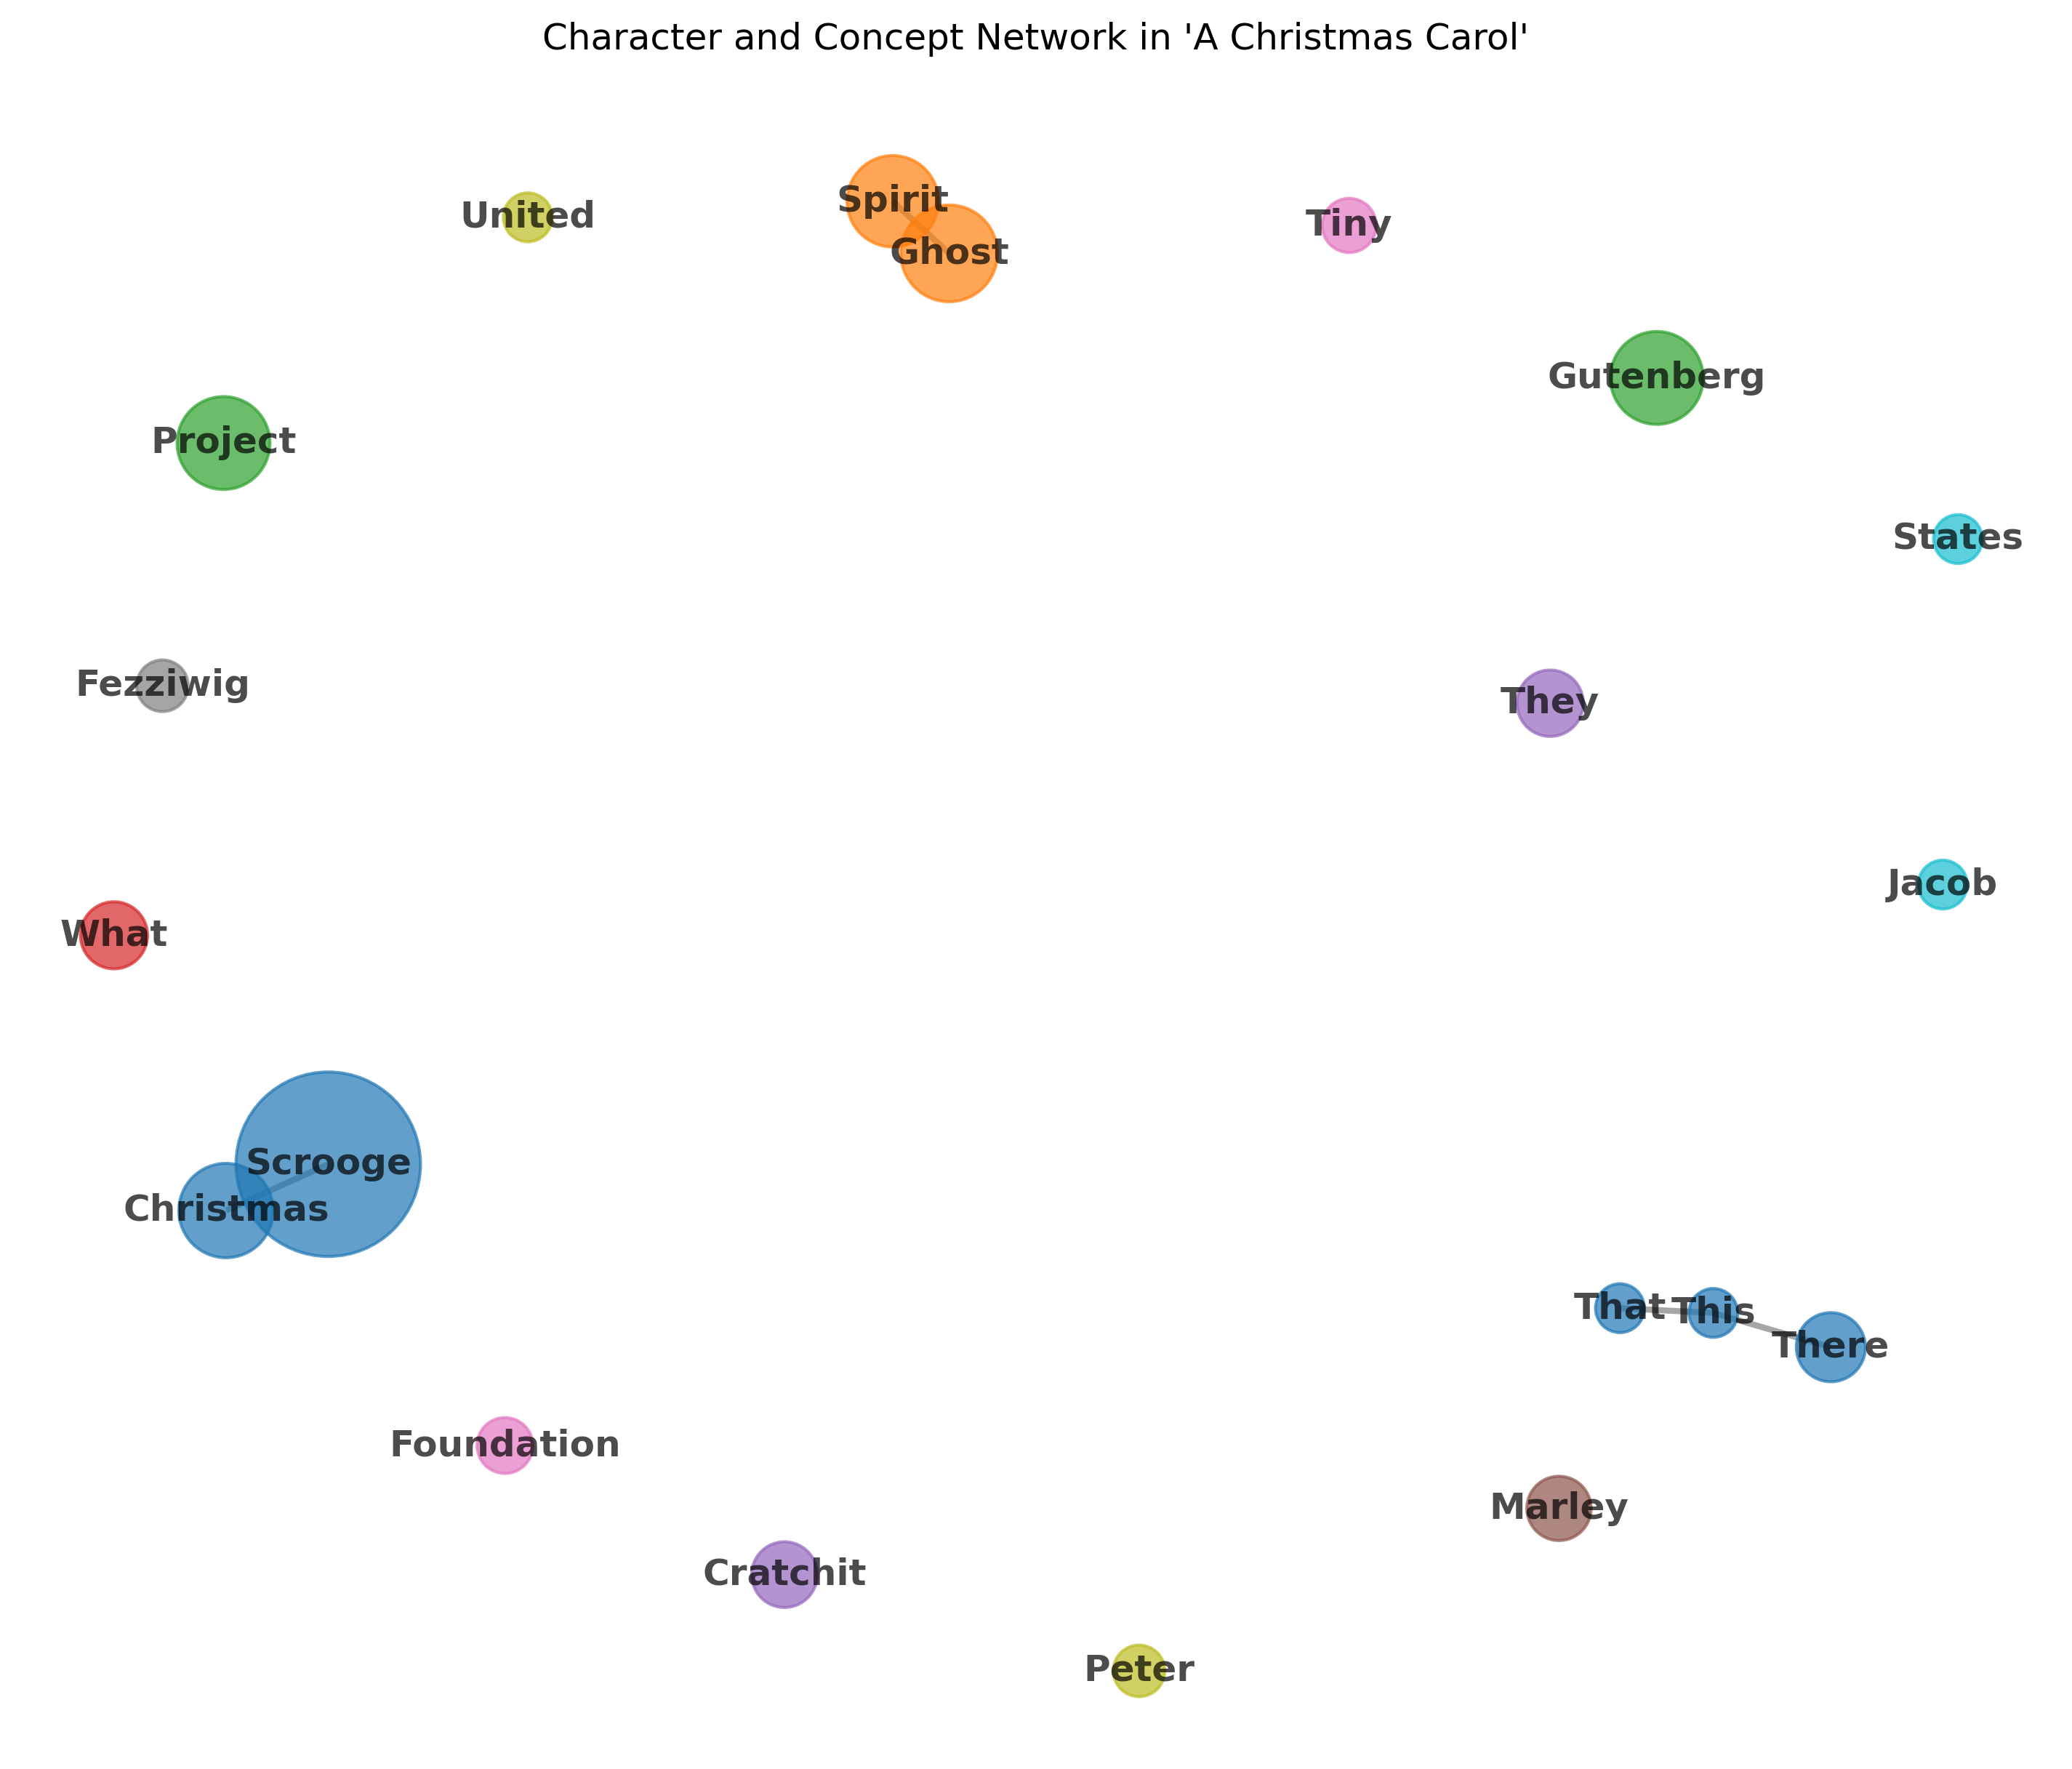 Character and Concept Network in 'A Christmas Carol'
Spirit
United
Tiny
Ghost
Gutenberg
Project
States
Fezziwig
They
Jacob
What
Scrooge
Christmas
That
This
There
Foundation
Marley
Cratchit
Peter